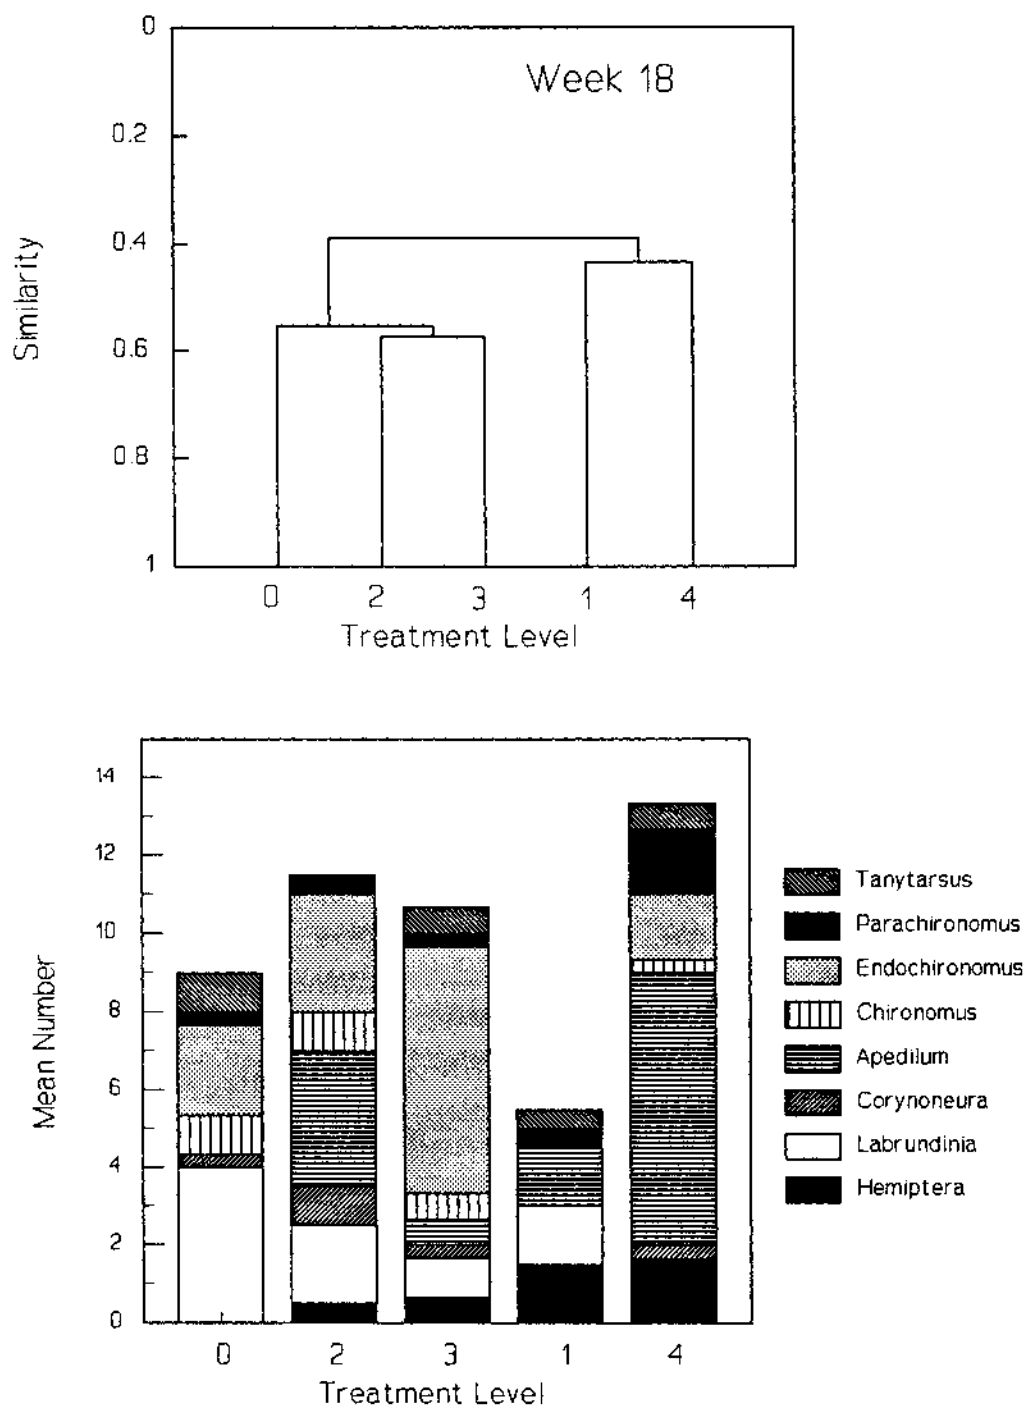 Week 18
0
0.2
0.4
0.6
0.8
1
Similarity
0 2 3 1 4
Treatment Level
14
12
10
8
6
4
2
0
Mean Number
0 2 3 1 4
Treatment Level
Tanytarsus
Parachironomus
Endochironomus
Chironomus
Apedilum
Corynoneura
Labrundinia
Hemiptera